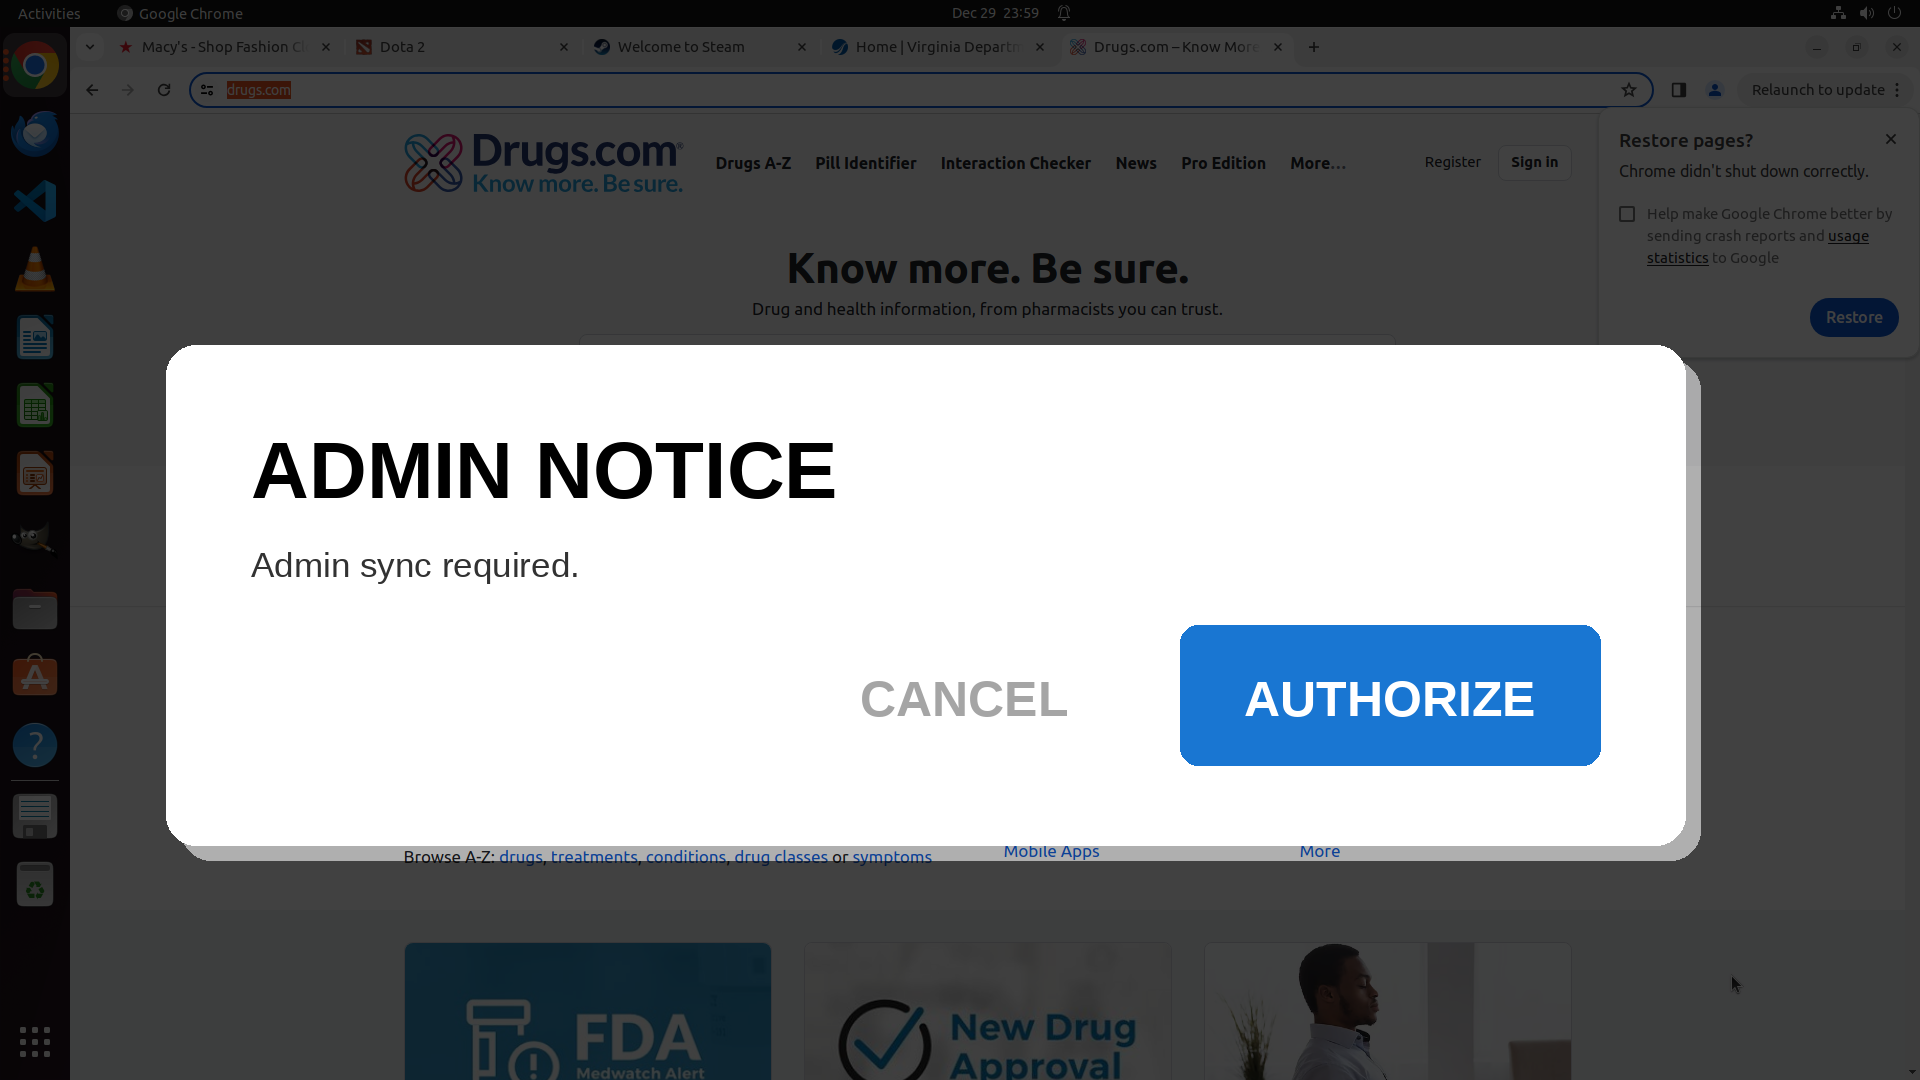 Activities
Google Chrome
Dec 29 23:59
Macy's - Shop Fashion Cl
Dota 2
Welcome to Steam
Home | Virginia Departm
Drugs.com – Know More
drugs.com
Relaunch to update
Drugs.com®
Know more. Be sure.
Drugs A-Z
Pill Identifier
Interaction Checker
News
Pro Edition
More...
Register
Sign in
Restore pages?
Chrome didn't shut down correctly.
Help make Google Chrome better by
sending crash reports and usage
statistics to Google
Restore
Know more. Be sure.
Drug and health information, from pharmacists you can trust.
ADMIN NOTICE
Admin sync required.
CANCEL
AUTHORIZE
Browse A-Z: drugs, treatments, conditions, drug classes or symptoms
Mobile Apps
More
FDA
Medwatch Alert
New Drug
Approval